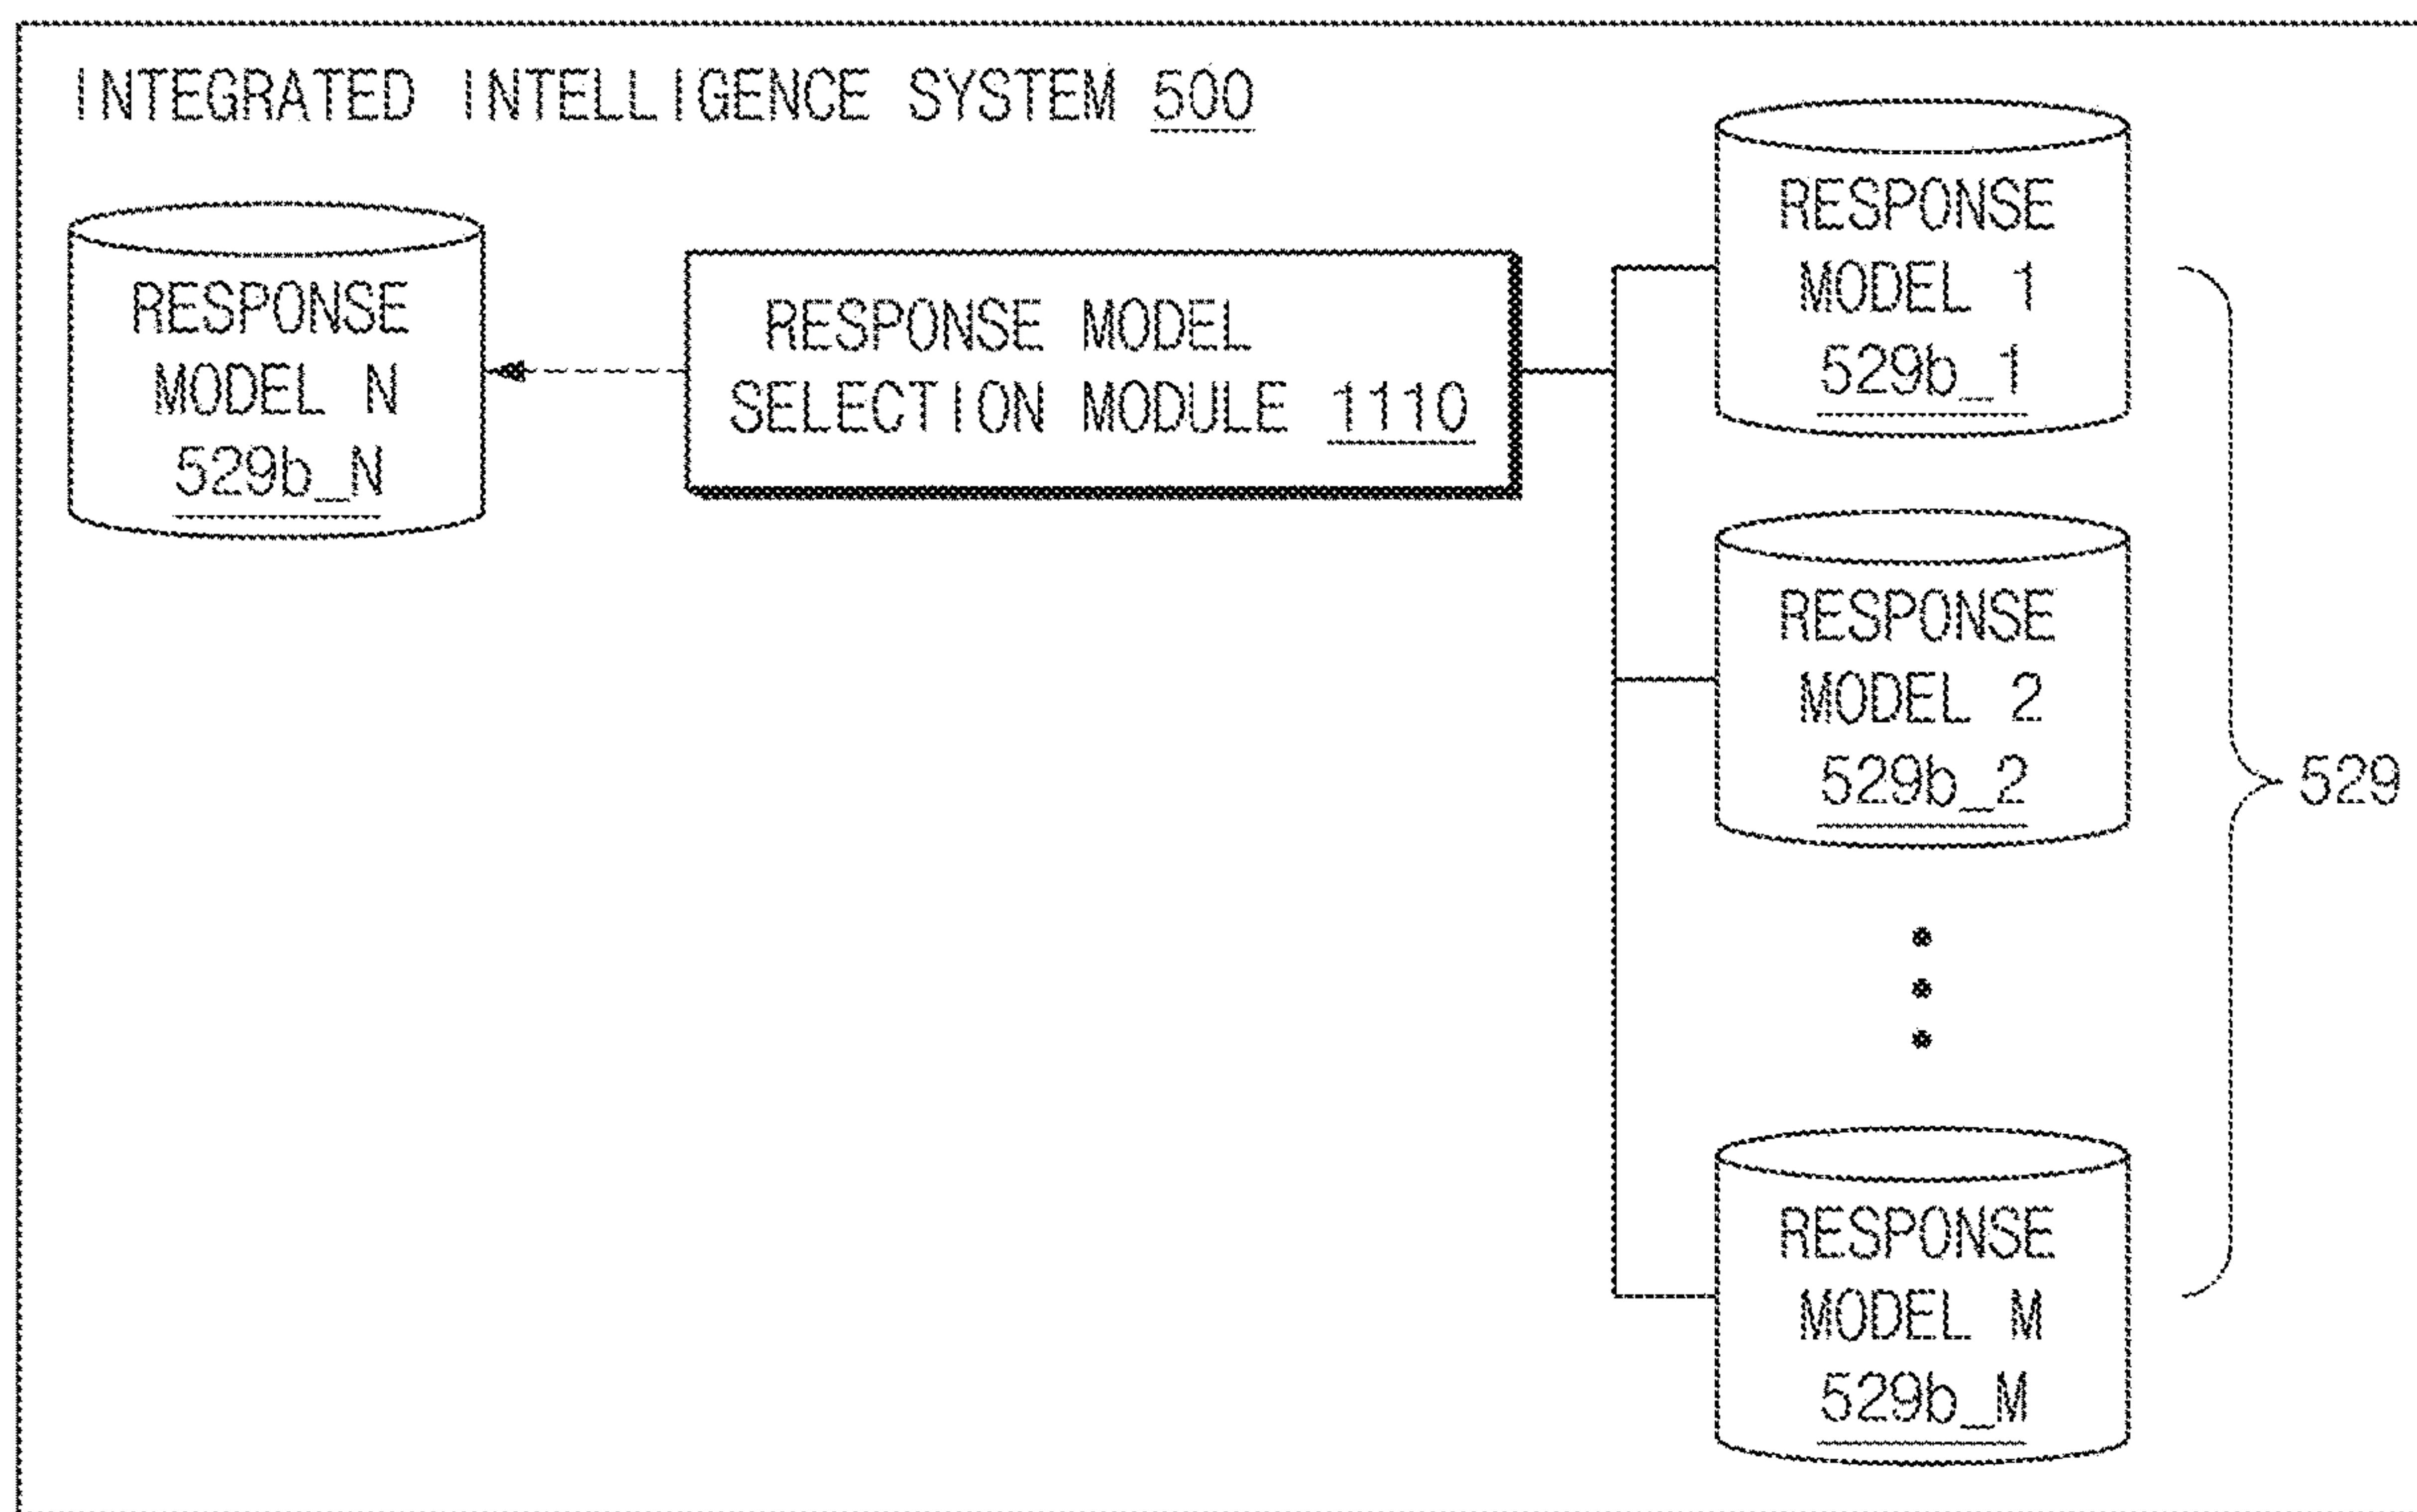 INTEGRATED INTELLIGENCE SYSTEM 500
RESPONSE
MODEL N
529b_N
RESPONSE MODEL
SELECTION MODULE 1110
RESPONSE
MODEL 1
529b_1
RESPONSE
MODEL 2
529b_2
RESPONSE
MODEL M
529b_M
529